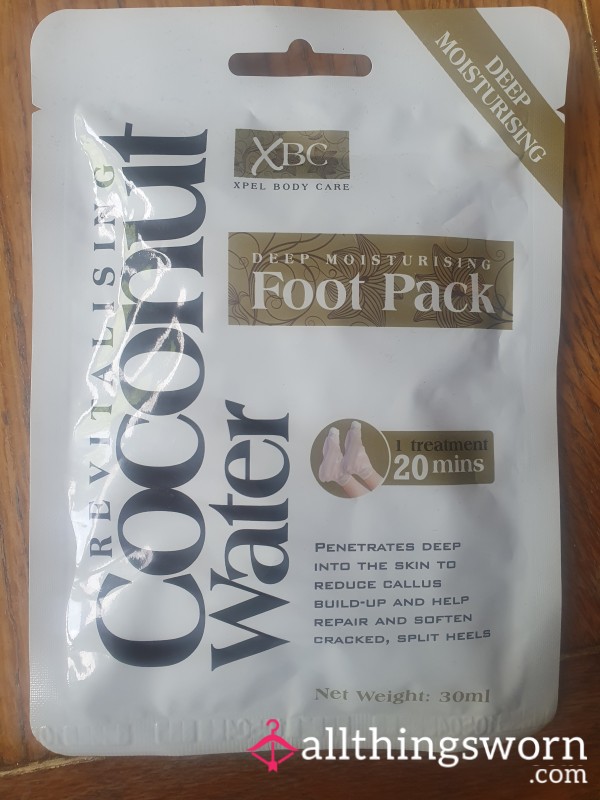 DEEP
MOISTURISING
XBC
XPEL BODY CARE
REVITALISING
Coconut
Water
DEEP MOISTURISING
Foot Pack
1 treatment
20 mins
PENETRATES DEEP
INTO THE SKIN TO
REDUCE CALLUS
BUILD-UP AND HELP
REPAIR AND SOFTEN
CRACKED, SPLIT HEELS
Net Weight: 30ml
allthingsworn
.com